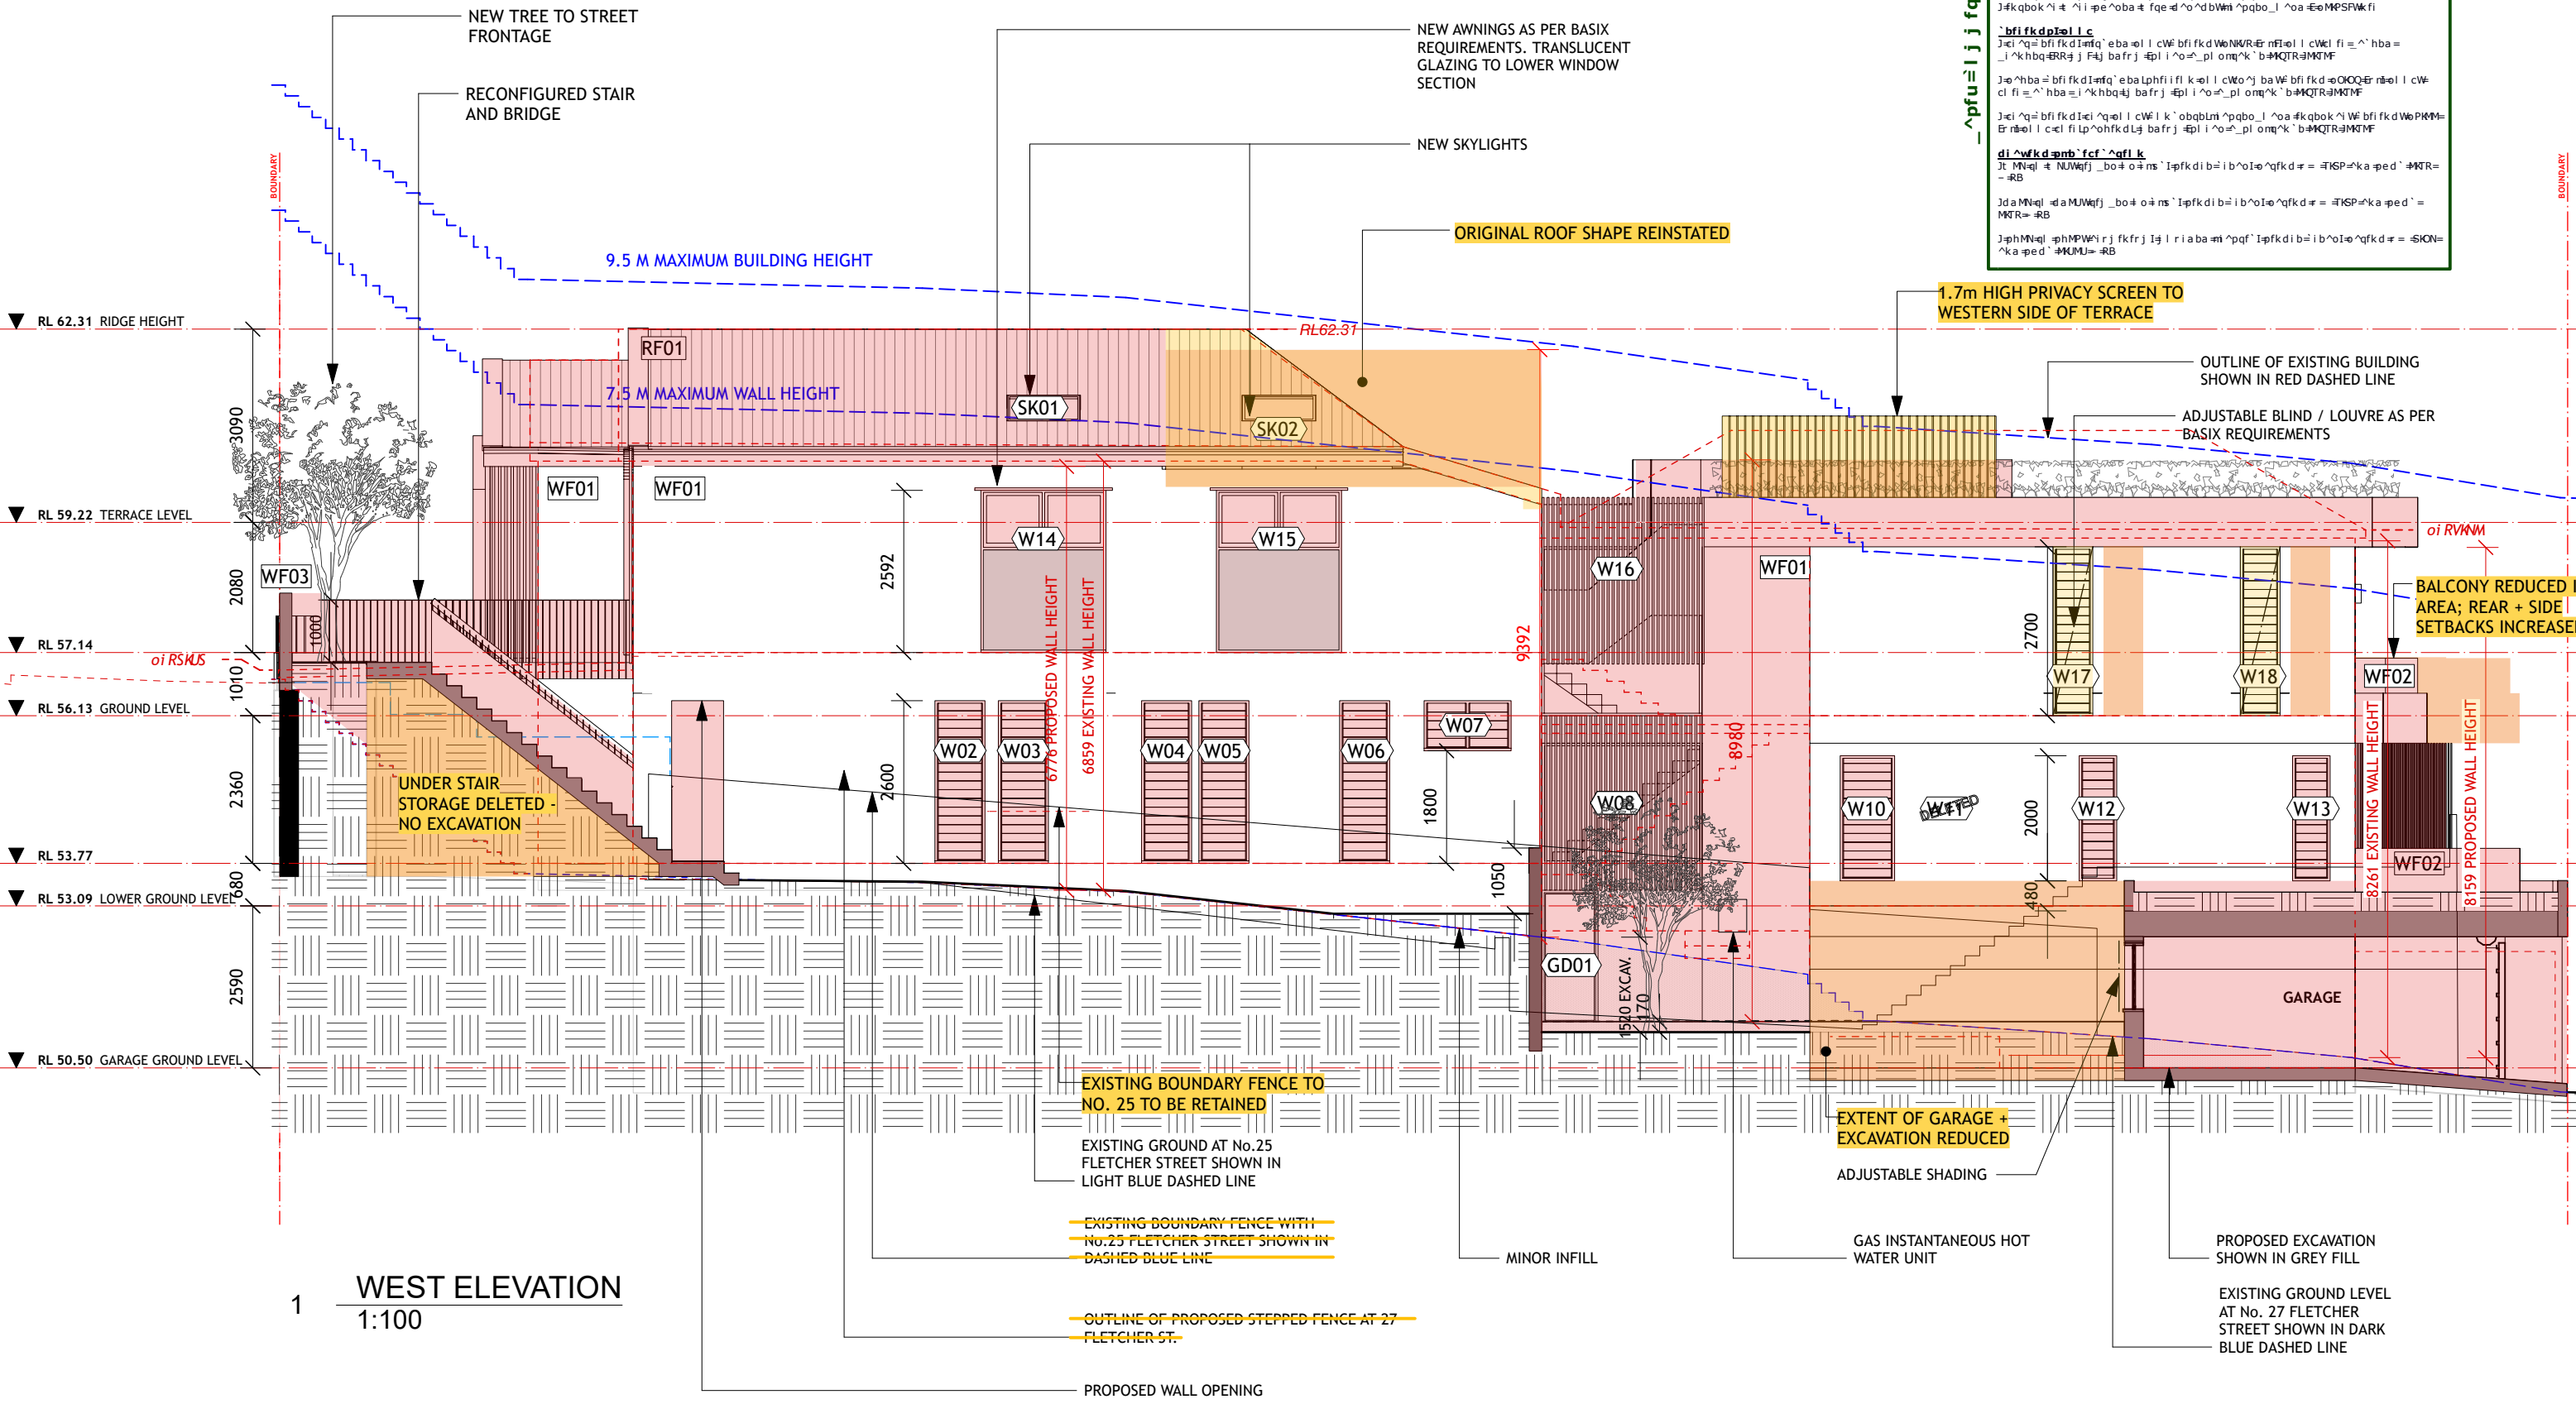 NEW TREE TO STREET
FRONTAGE
RECONFIGURED STAIR
AND BRIDGE
NEW AWNINGS AS PER BASIX
REQUIREMENTS. TRANSLUCENT
GLAZING TO LOWER WINDOW
SECTION
NEW SKYLIGHTS
ORIGINAL ROOF SHAPE REINSTATED
1.7m HIGH PRIVACY SCREEN TO
WESTERN SIDE OF TERRACE
OUTLINE OF EXISTING BUILDING
SHOWN IN RED DASHED LINE
ADJUSTABLE BLIND / LOUVRE AS PER
BASIX REQUIREMENTS
BOUNDARY
BOUNDARY
9.5 M MAXIMUM BUILDING HEIGHT
7.5 M MAXIMUM WALL HEIGHT
RL 62.31 RIDGE HEIGHT
RL62.31
RF01
SK01
SK02
3090
RL 59.22 TERRACE LEVEL
WF01
WF01
W14
W15
W16
WF01
2592
2700
9392
WF03
2080
1000
RL 57.14
1010
RL 56.13 GROUND LEVEL
W17
W18
WF02
BALCONY REDUCED
AREA; REAR + SIDE
SETBACKS INCREASE
UNDER STAIR
STORAGE DELETED -
NO EXCAVATION
2360
2600
W02
W03
W04
W05
W06
W07
W08
W10
DELETED
W12
W13
1800
8980
2000
6776 PROPOSED WALL HEIGHT
6859 EXISTING WALL HEIGHT
8261 EXISTING WALL HEIGHT
8159 PROPOSED WALL HEIGHT
WF02
RL 53.77
680
RL 53.09 LOWER GROUND LEVEL
1050
480
2590
GD01
1520 EXCAV.
170
GARAGE
RL 50.50 GARAGE GROUND LEVEL
EXISTING BOUNDARY FENCE TO
NO. 25 TO BE RETAINED
EXISTING GROUND AT No.25
FLETCHER STREET SHOWN IN
LIGHT BLUE DASHED LINE
EXISTING BOUNDARY FENCE WITH
No.25 FLETCHER STREET SHOWN IN
DASHED BLUE LINE
OUTLINE OF PROPOSED STEPPED FENCE AT 27
FLETCHER ST.
PROPOSED WALL OPENING
MINOR INFILL
EXTENT OF GARAGE +
EXCAVATION REDUCED
ADJUSTABLE SHADING
GAS INSTANTANEOUS HOT
WATER UNIT
PROPOSED EXCAVATION
SHOWN IN GREY FILL
EXISTING GROUND LEVEL
AT No. 27 FLETCHER
STREET SHOWN IN DARK
BLUE DASHED LINE
1 WEST ELEVATION
1:100